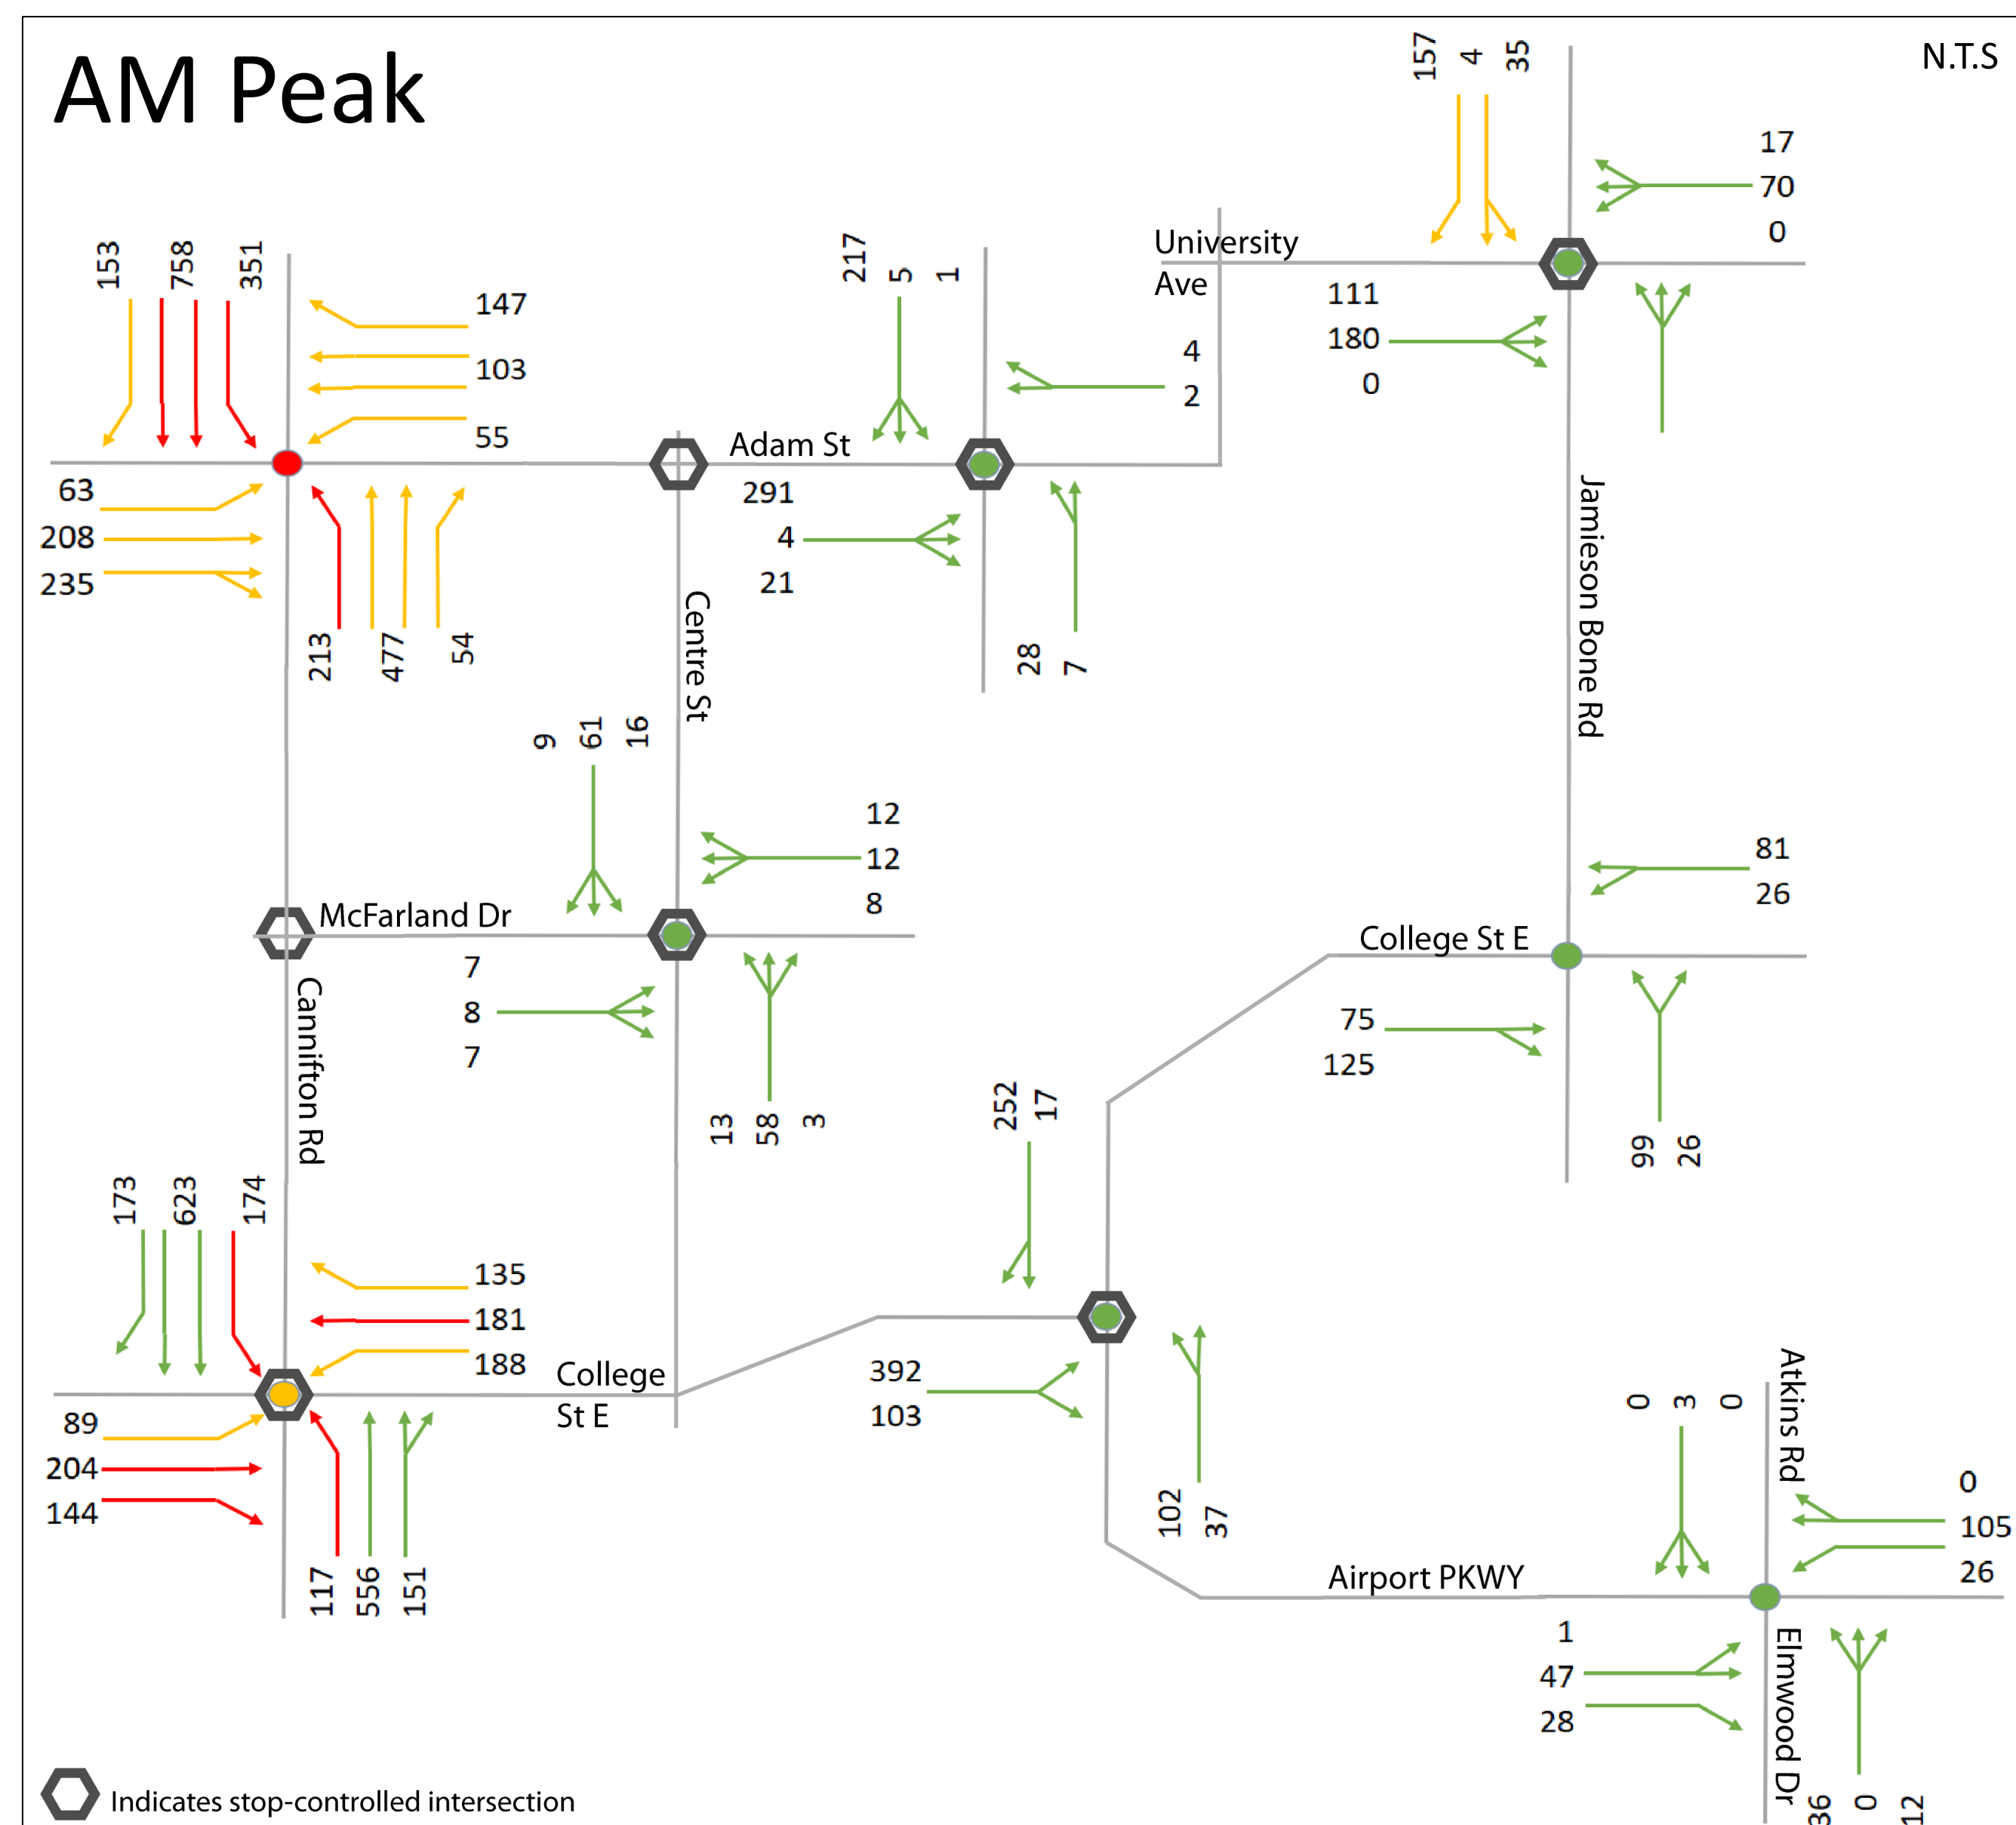 AM Peak
N.T.S
157 4 35
17
70
0
University
Ave
111
180
0
153 758 351
147
103
55
217 5 1
4
2
Adam St
63
208
235
291
4
21
213 477 54
28 7
Centre St
Jamieson Bone Rd
9 61 16
12
12
8
81
26
McFarland Dr
College St E
7
8
7
75
125
Cannifton Rd
13 58 3
252 17
99 26
173 623 174
135
181
188
College
St E
392
103
89
204
144
117 556 151
102 37
0 3 0
Atkins Rd
0
105
26
Airport PKWY
1
47
28
Elmwood Dr
36 0 12
Indicates stop-controlled intersection